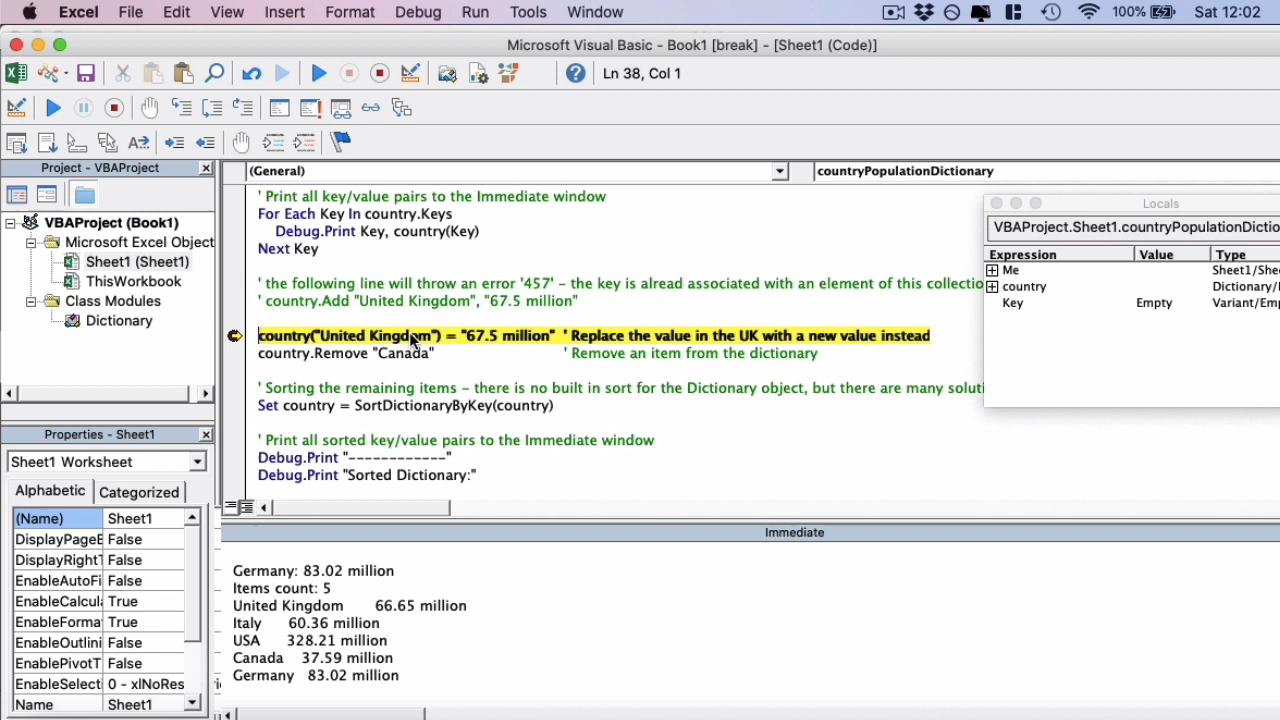 Excel File Edit View Insert Format Debug Run Tools Window 100% Sat 12:02
Microsoft Visual Basic - Book1 [break] - [Sheet1 (Code)]
Ln 38, Col 1
Project - VBAProject
VBAProject (Book1)
Microsoft Excel Object
Sheet1 (Sheet1)
ThisWorkbook
Class Modules
Dictionary
Properties - Sheet1
Sheet1 Worksheet
Alphabetic Categorized
(Name) Sheet1
DisplayPageB False
DisplayRightT False
EnableAutoFi False
EnableCalcul True
EnableForma True
EnableOutlini False
EnablePivotT False
EnableSelect 0 - xlNoRes
Name Sheet1
(General) countryPopulationDictionary
' Print all key/value pairs to the Immediate window
For Each Key In country.Keys
Debug.Print Key, country(Key)
Next Key
' the following line will throw an error '457' - the key is alread associated with an element of this collectio
' country.Add "United Kingdom", "67.5 million"
country("United Kingdom") = "67.5 million" ' Replace the value in the UK with a new value instead
country.Remove "Canada" ' Remove an item from the dictionary
' Sorting the remaining items - there is no built in sort for the Dictionary object, but there are many soluti
Set country = SortDictionaryByKey(country)
' Print all sorted key/value pairs to the Immediate window
Debug.Print "------------"
Debug.Print "Sorted Dictionary:"
Locals
VBAProject.Sheet1.countryPopulationDictio
Expression Value Type
Me Sheet1/Shee
country Dictionary/
Key Empty Variant/Emp
Immediate
Germany: 83.02 million
Items count: 5
United Kingdom 66.65 million
Italy 60.36 million
USA 328.21 million
Canada 37.59 million
Germany 83.02 million